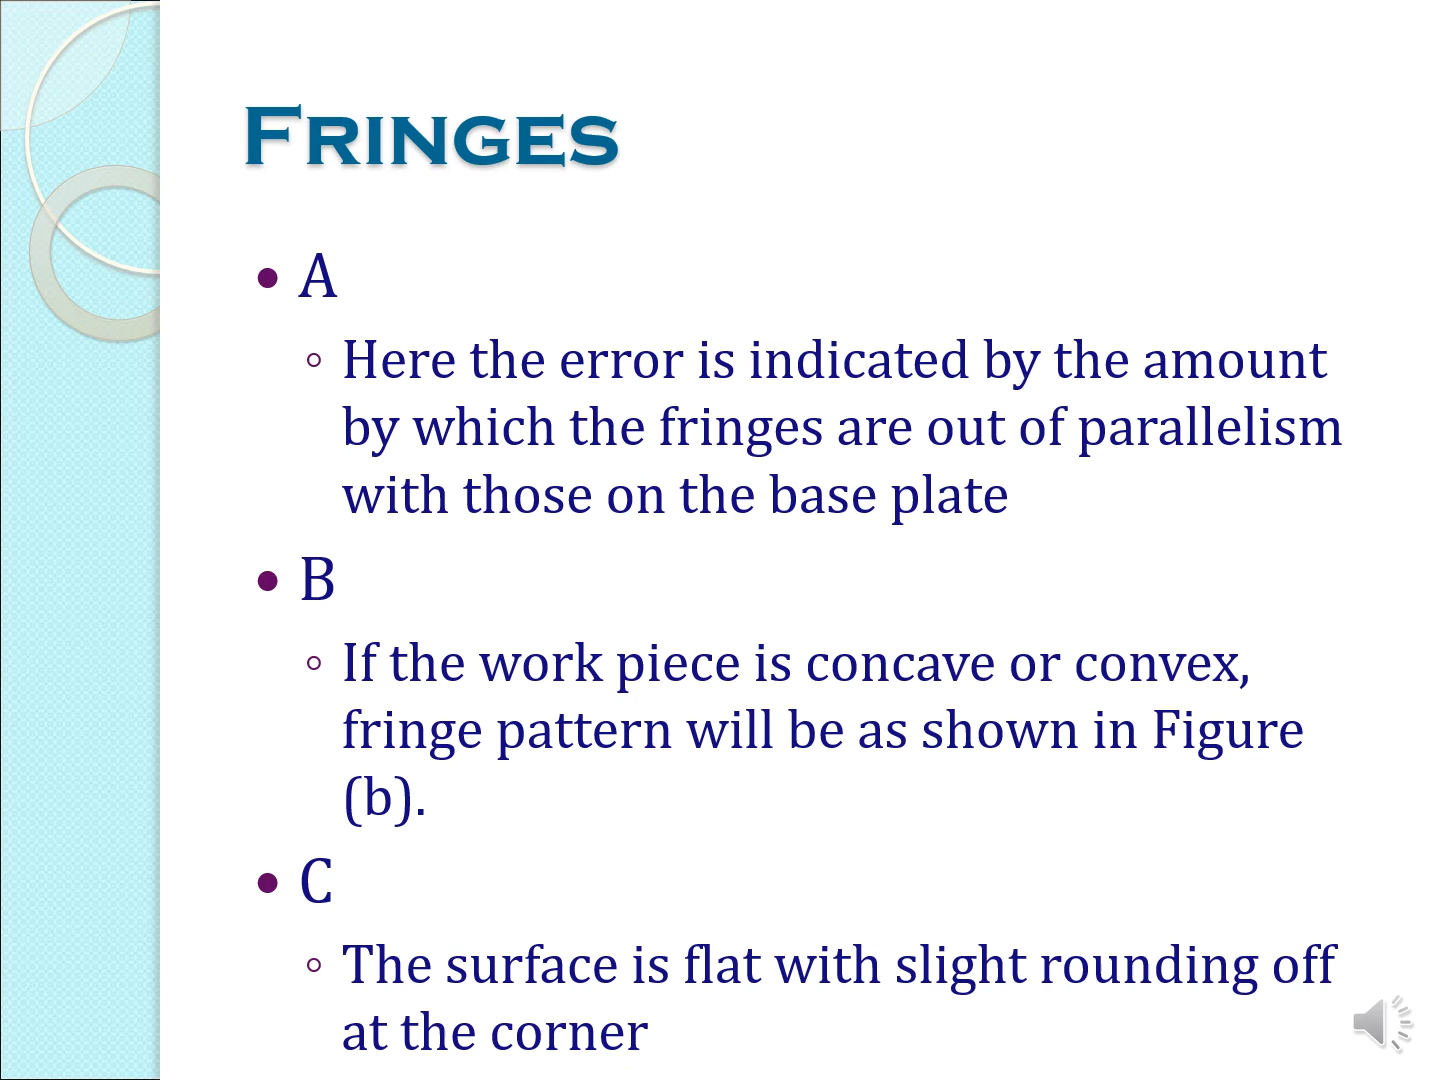 Fringes
• A
◦ Here the error is indicated by the amount
by which the fringes are out of parallelism
with those on the base plate
• B
◦ If the work piece is concave or convex,
fringe pattern will be as shown in Figure
(b).
• C
◦ The surface is flat with slight rounding off
at the corner